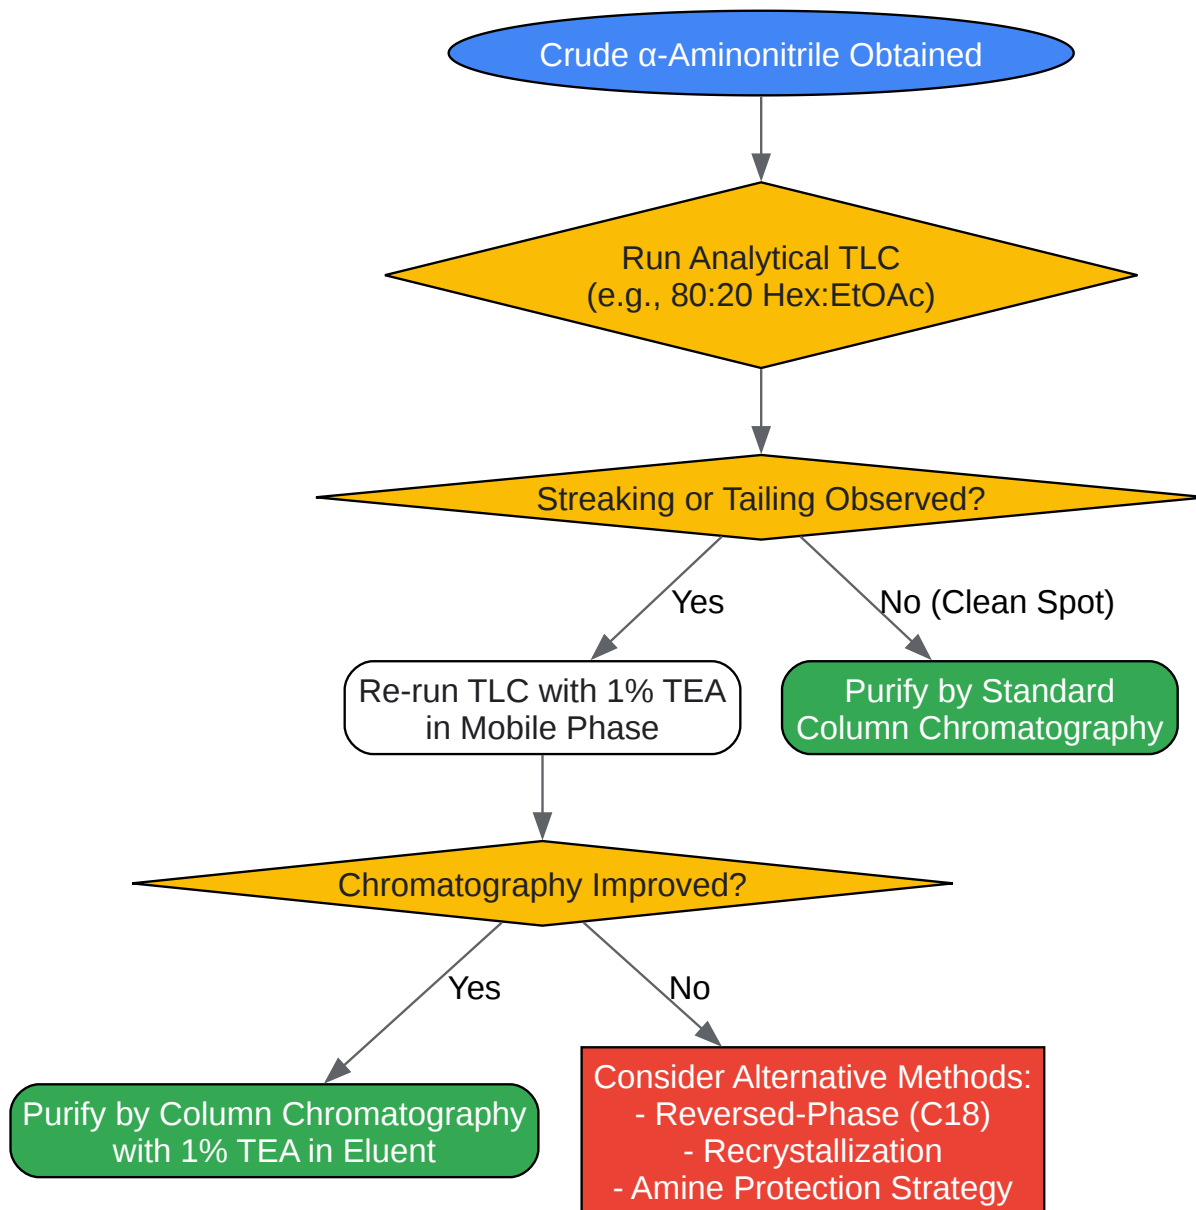 Crude α-Aminonitrile Obtained
Run Analytical TLC
(e.g., 80:20 Hex:EtOAc)
Streaking or Tailing Observed?
Yes
No (Clean Spot)
Re-run TLC with 1% TEA
in Mobile Phase
Purify by Standard
Column Chromatography
Chromatography Improved?
Yes
No
Purify by Column Chromatography
with 1% TEA in Eluent
Consider Alternative Methods:
- Reversed-Phase (C18)
- Recrystallization
- Amine Protection Strategy